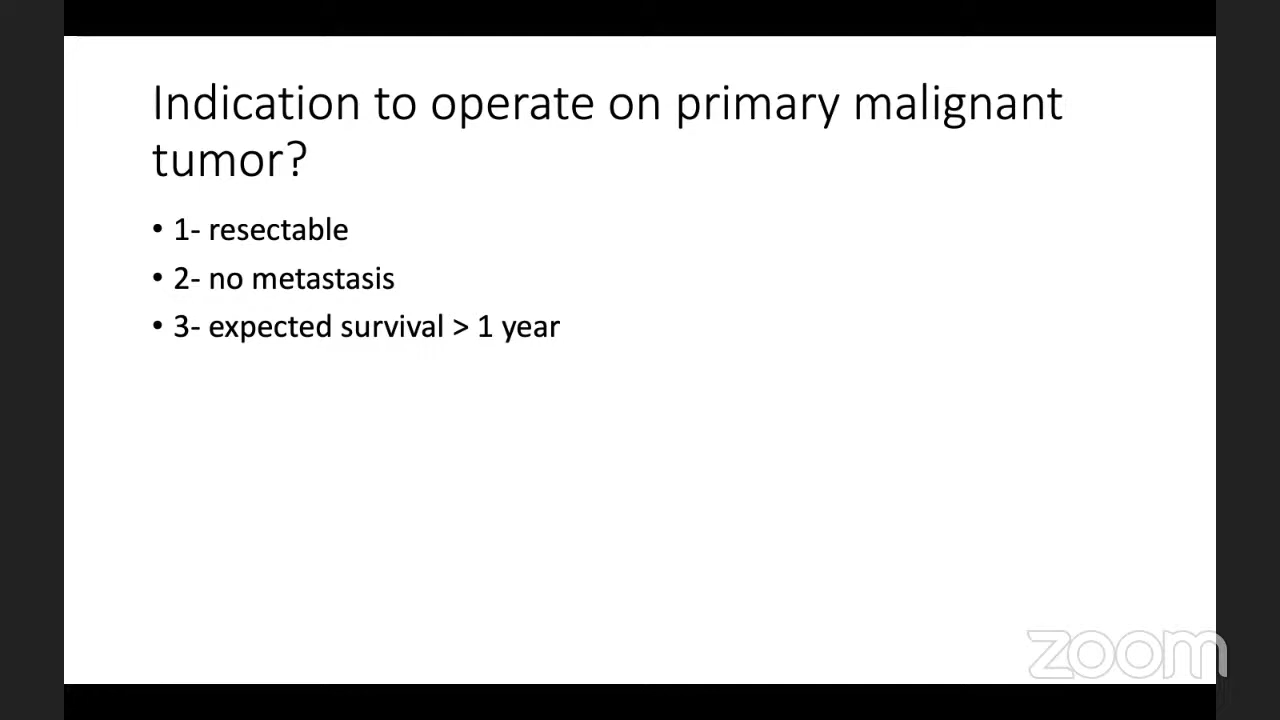 Indication to operate on primary malignant
tumor?
• 1- resectable
• 2- no metastasis
• 3- expected survival > 1 year
zoom